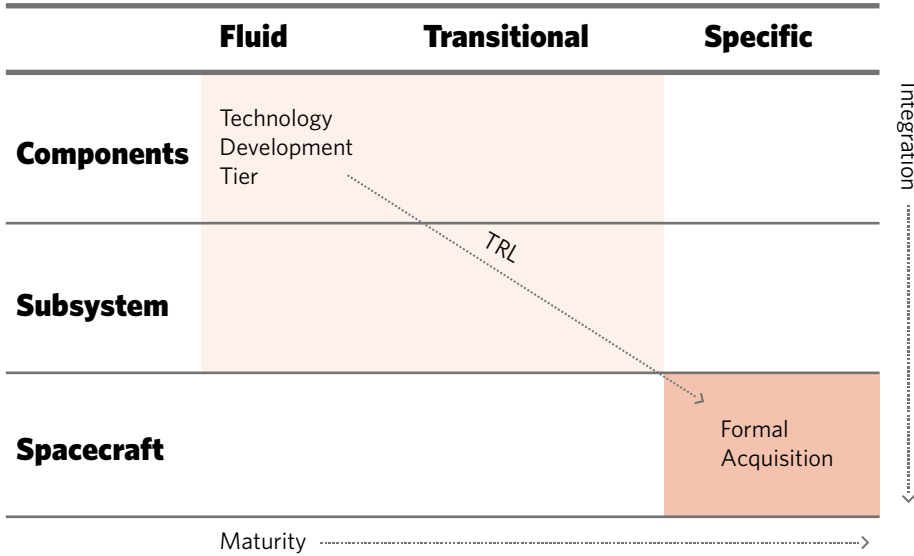 Fluid Transitional Specific
Integration
Components
Technology
Development
Tier
TRL
Subsystem
Spacecraft
Formal
Acquisition
Maturity